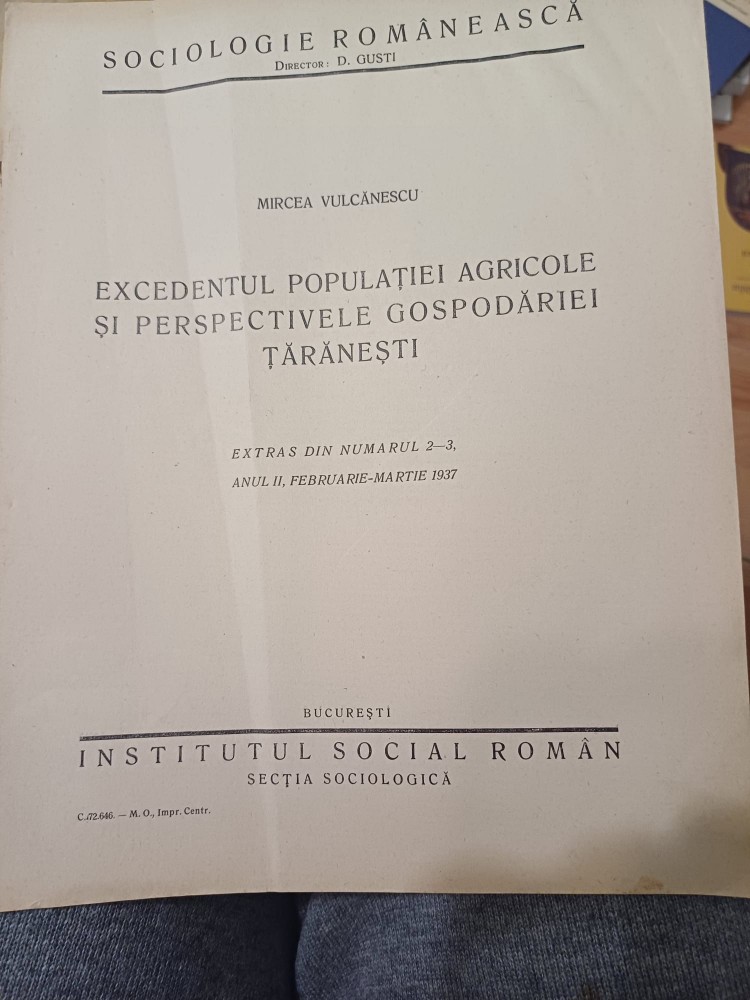 SOCIOLOGIE ROMÂNEASCĂ
DIRECTOR: D. GUSTI
MIRCEA VULCĂNESCU
EXCEDENTUL POPULAȚIEI AGRICOLE
ȘI PERSPECTIVELE GOSPODĂRIEI
ȚĂRĂNEȘTI
EXTRAS DIN NUMARUL 2—3,
ANUL II, FEBRUARIE-MARTIE 1937
BUCUREȘTI
INSTITUTUL SOCIAL ROMÂN
SECȚIA SOCIOLOGICĂ
C. 72.646. — M. O., Impr. Centr.